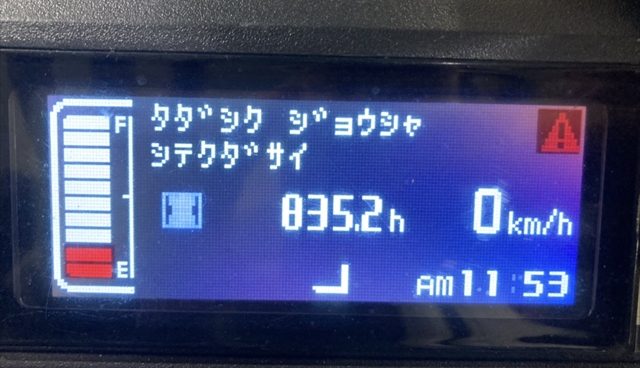 F
タダシク ジョウシャ
シテクダサイ
835.2h
0km/h
E
AM11:53